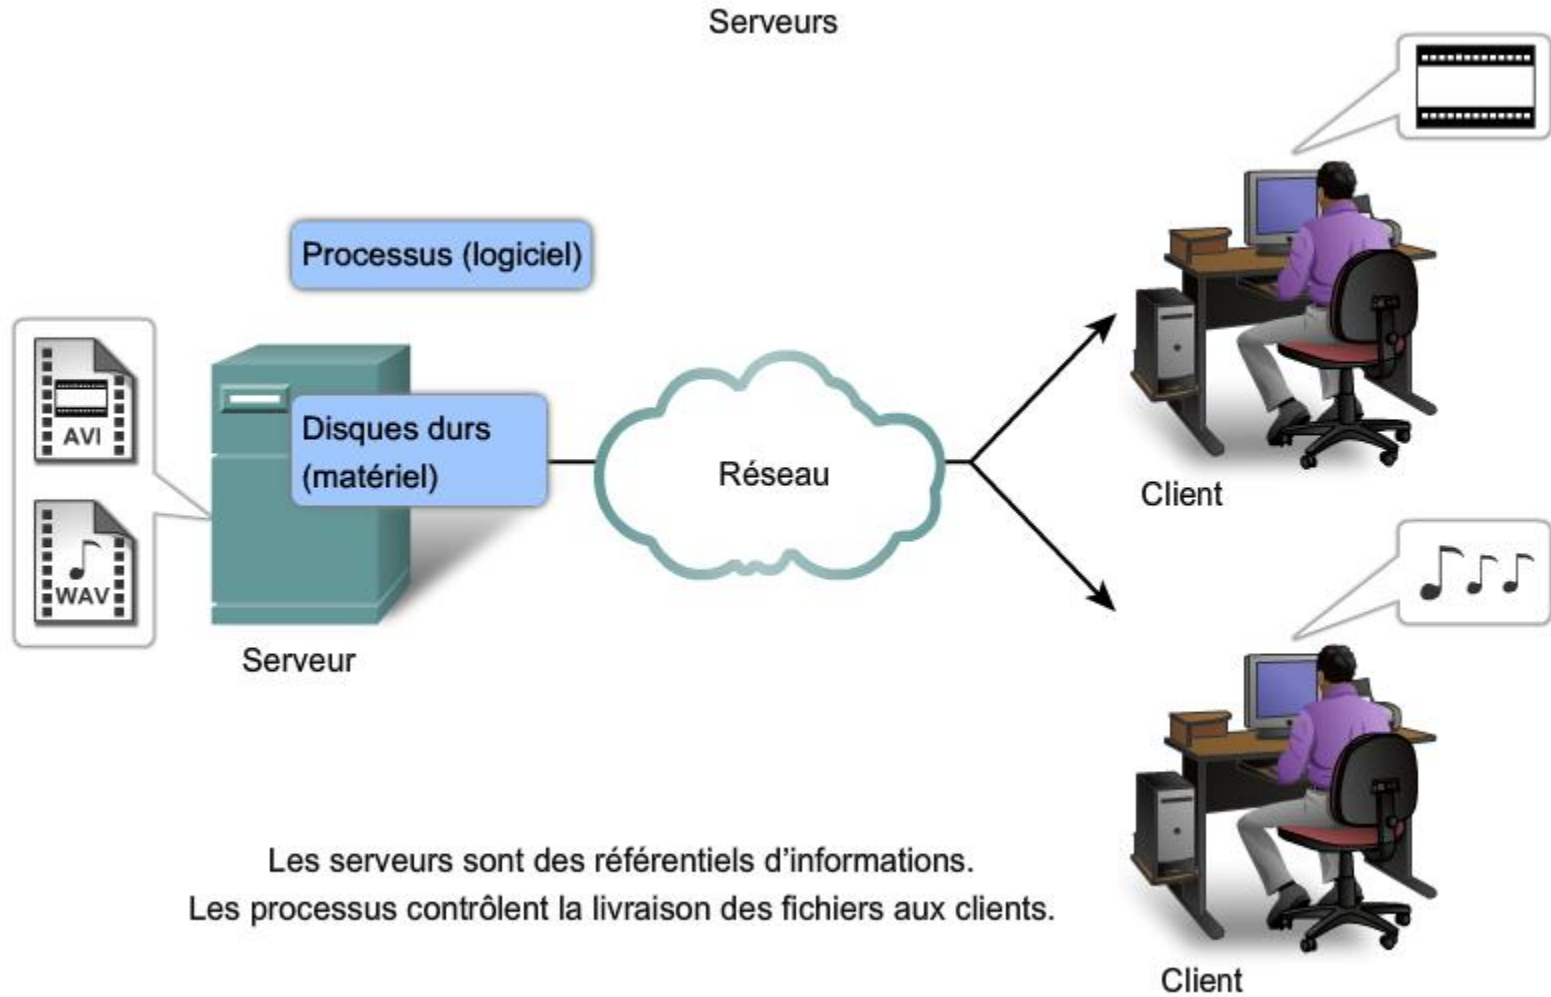 Serveurs
Processus (logiciel)
AVI
WAV
Disques durs
(matériel)
Serveur
Réseau
Client
Client
Les serveurs sont des référentiels d’informations.
Les processus contrôlent la livraison des fichiers aux clients.